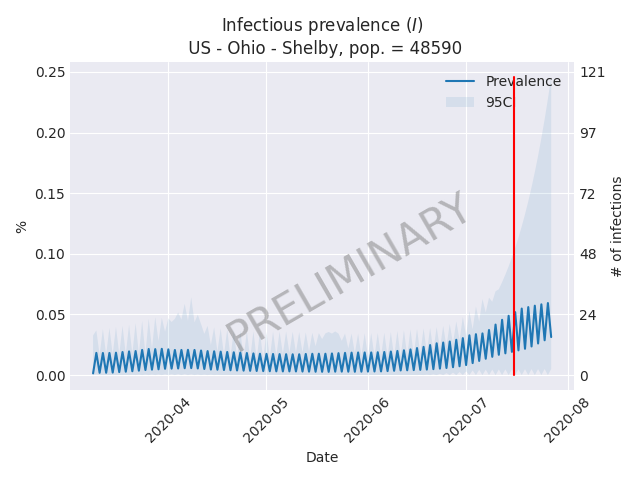 Infectious prevalence (I)
US - Ohio - Shelby, pop. = 48590
0.25
0.20
0.15
0.10
0.05
0.00
%
Prevalence
95C
PRELIMINARY
121
97
72
48
24
0
# of infections
2020-04
2020-05
2020-06
2020-07
2020-08
Date